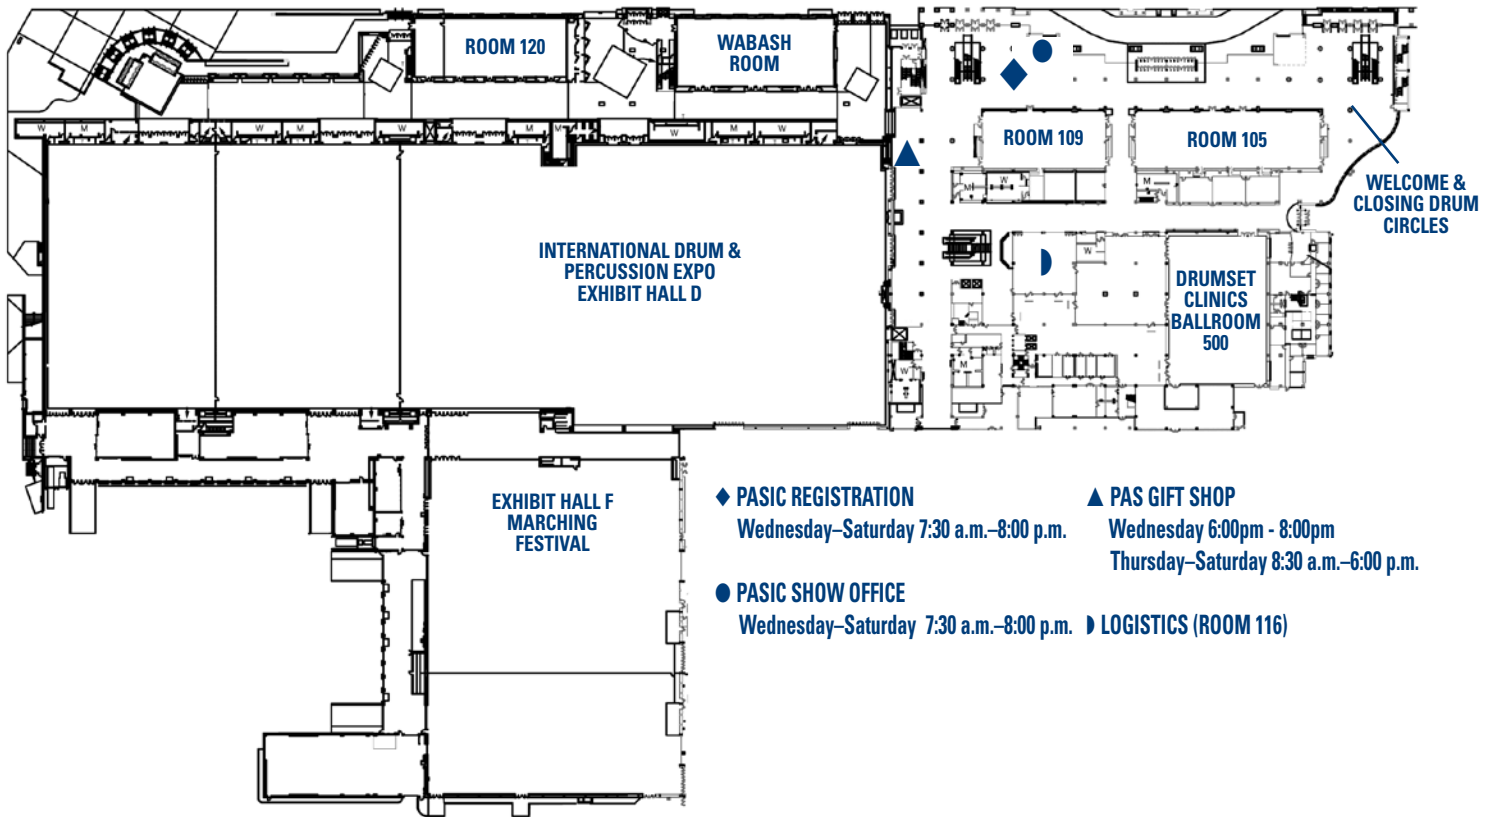 ROOM 120
WABASH
ROOM
ROOM 109
ROOM 105
WELCOME &
CLOSING DRUM
CIRCLES
INTERNATIONAL DRUM &
PERCUSSION EXPO
EXHIBIT HALL D
DRUMSET
CLINICS
BALLROOM
500
EXHIBIT HALL F
MARCHING
FESTIVAL
W
M
W
M
W
M
M
W
M
W
M
W
M
W
W
M
PASIC REGISTRATION
Wednesday–Saturday 7:30 a.m.–8:00 p.m.
PASIC SHOW OFFICE
Wednesday–Saturday 7:30 a.m.–8:00 p.m.
PAS GIFT SHOP
Wednesday 6:00pm - 8:00pm
Thursday–Saturday 8:30 a.m.–6:00 p.m.
LOGISTICS (ROOM 116)